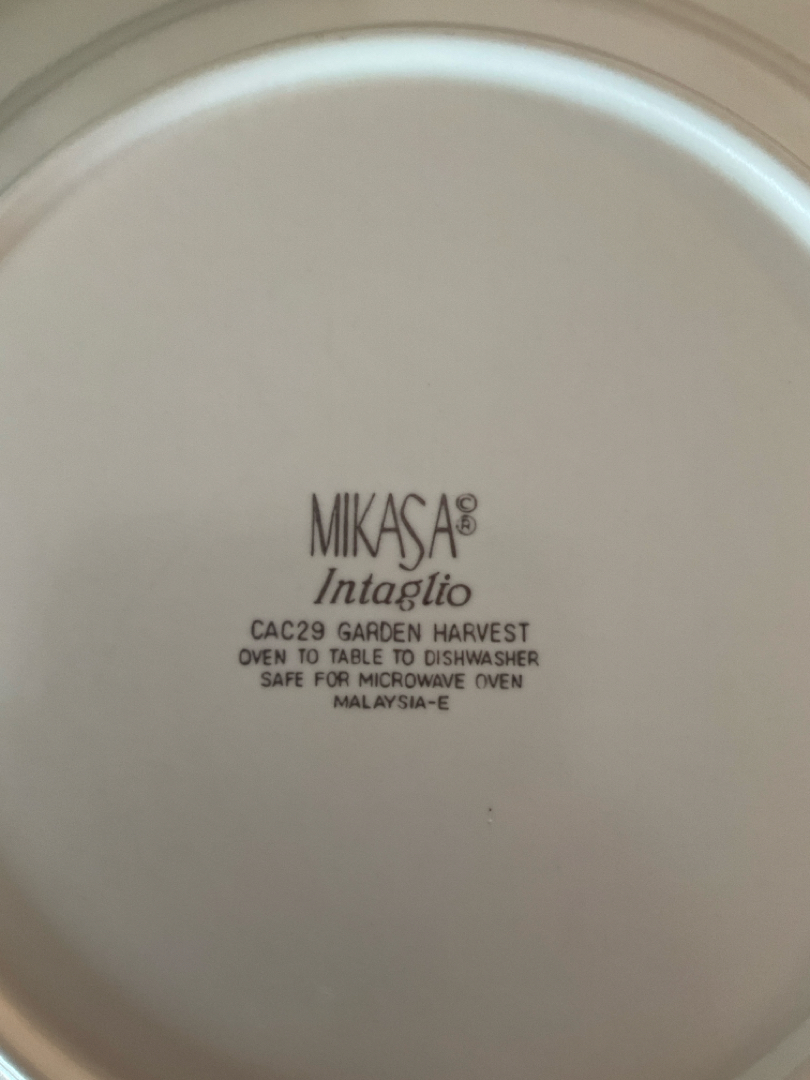 MIKASA©®
Intaglio
CAC29 GARDEN HARVEST
OVEN TO TABLE TO DISHWASHER
SAFE FOR MICROWAVE OVEN
MALAYSIA-E